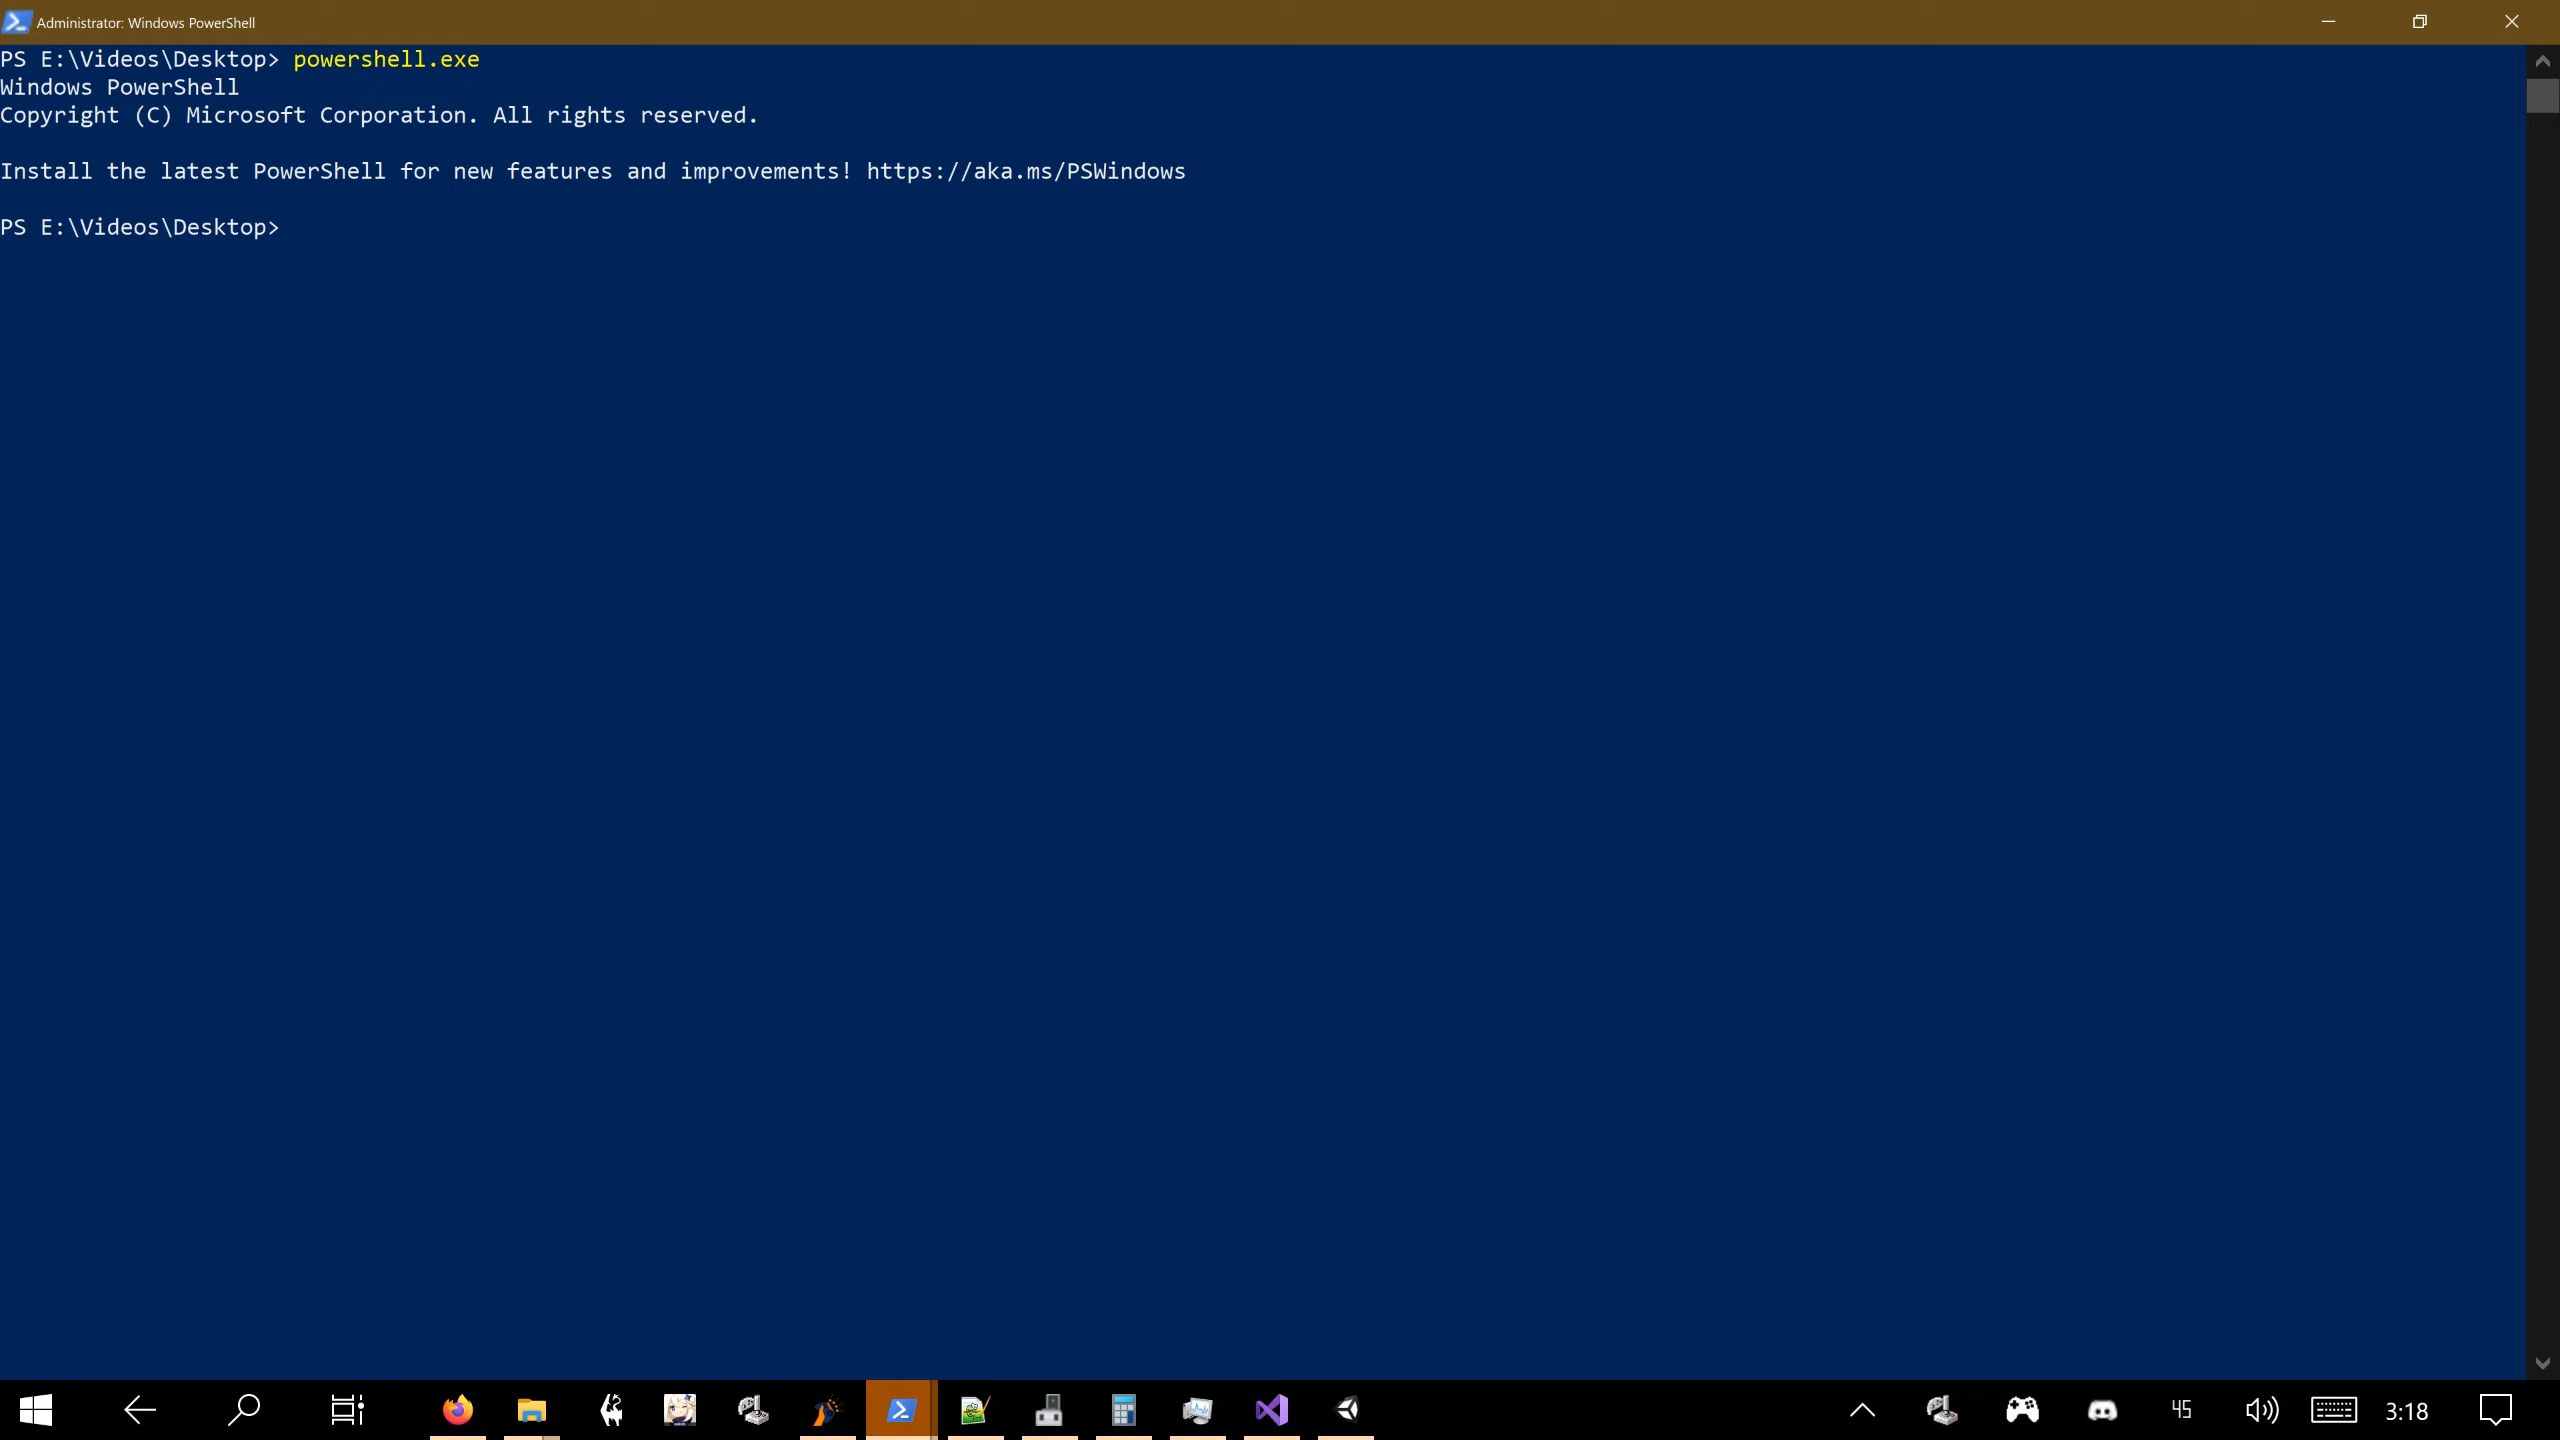 Administrator: Windows PowerShell
PS E:\Videos\Desktop> powershell.exe
Windows PowerShell
Copyright (C) Microsoft Corporation. All rights reserved.
Install the latest PowerShell for new features and improvements! https://aka.ms/PSWindows
PS E:\Videos\Desktop>
45
3:18